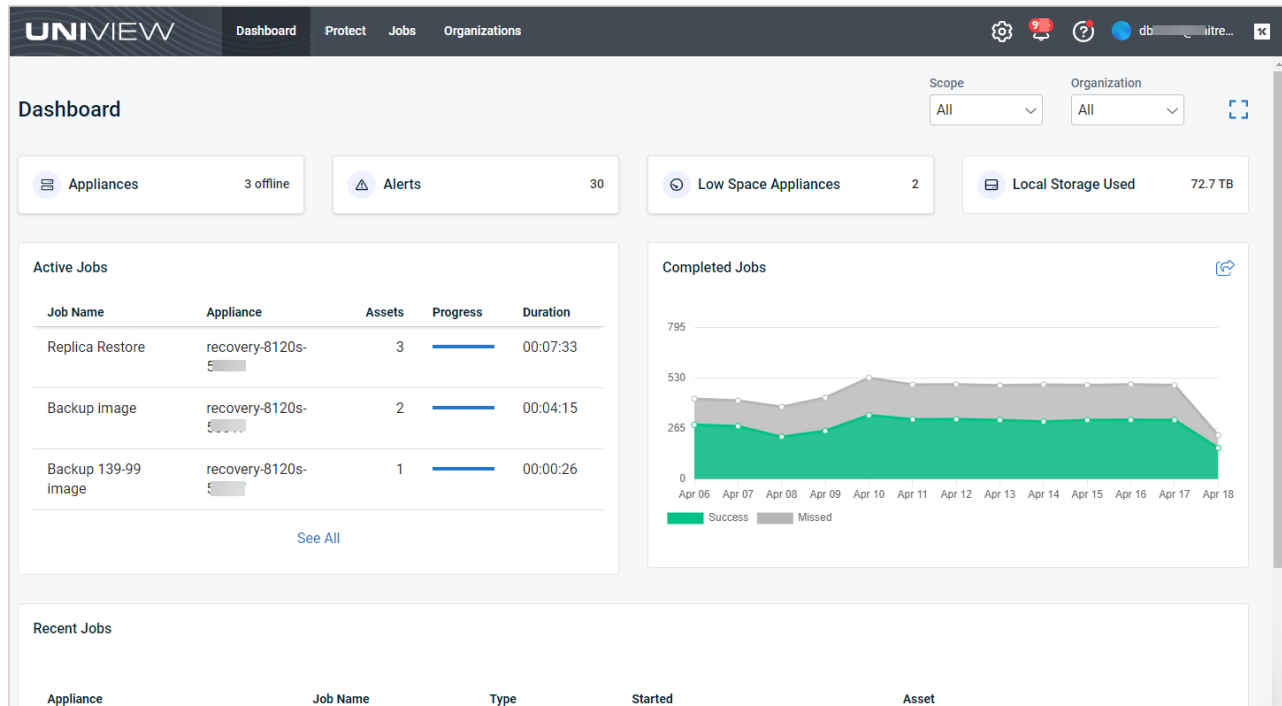 UNIVIEW Dashboard Protect Jobs Organizations
Dashboard
Scope
All
Organization
All
Appliances 3 offline
Alerts 30
Low Space Appliances 2
Local Storage Used 72.7 TB
Active Jobs
Job Name Appliance Assets Progress Duration
Replica Restore recovery-8120s- 3 00:07:33
Backup image recovery-8120s- 2 00:04:15
Backup 139-99 recovery-8120s- 1 00:00:26
image
See All
Completed Jobs
795
530
265
0
Apr 06 Apr 07 Apr 08 Apr 09 Apr 10 Apr 11 Apr 12 Apr 13 Apr 14 Apr 15 Apr 16 Apr 17 Apr 18
Success Missed
Recent Jobs
Appliance Job Name Type Started Asset